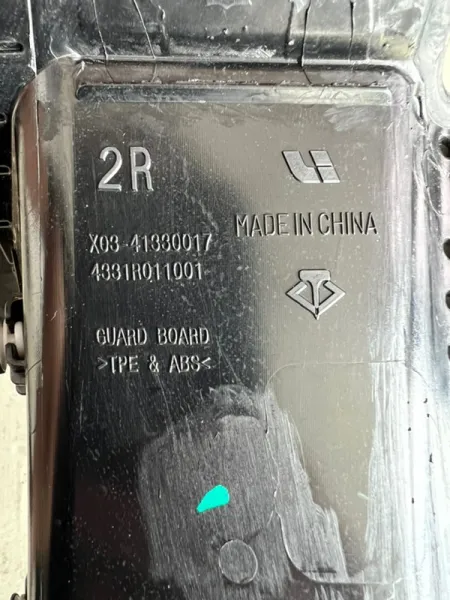 2R
X03-41330017
4331R011001
MADE IN CHINA
GUARD BOARD
>TPE & ABS<